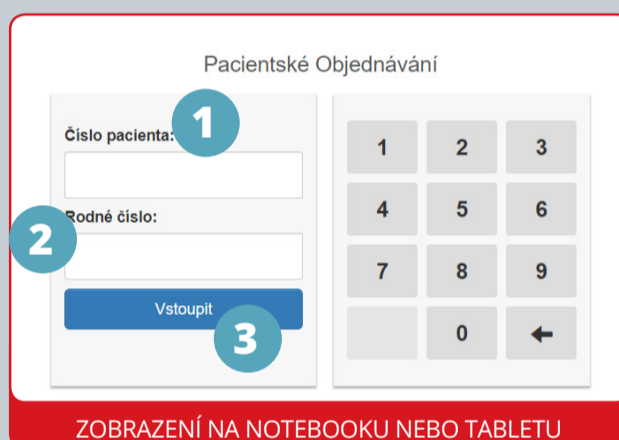 Pacientské Objednávání
1
Číslo pacienta:
2
Rodné číslo:
Vstoupit
3
1 2 3
4 5 6
7 8 9
0
ZOBRAZENÍ NA NOTEBOOKU NEBO TABLETU